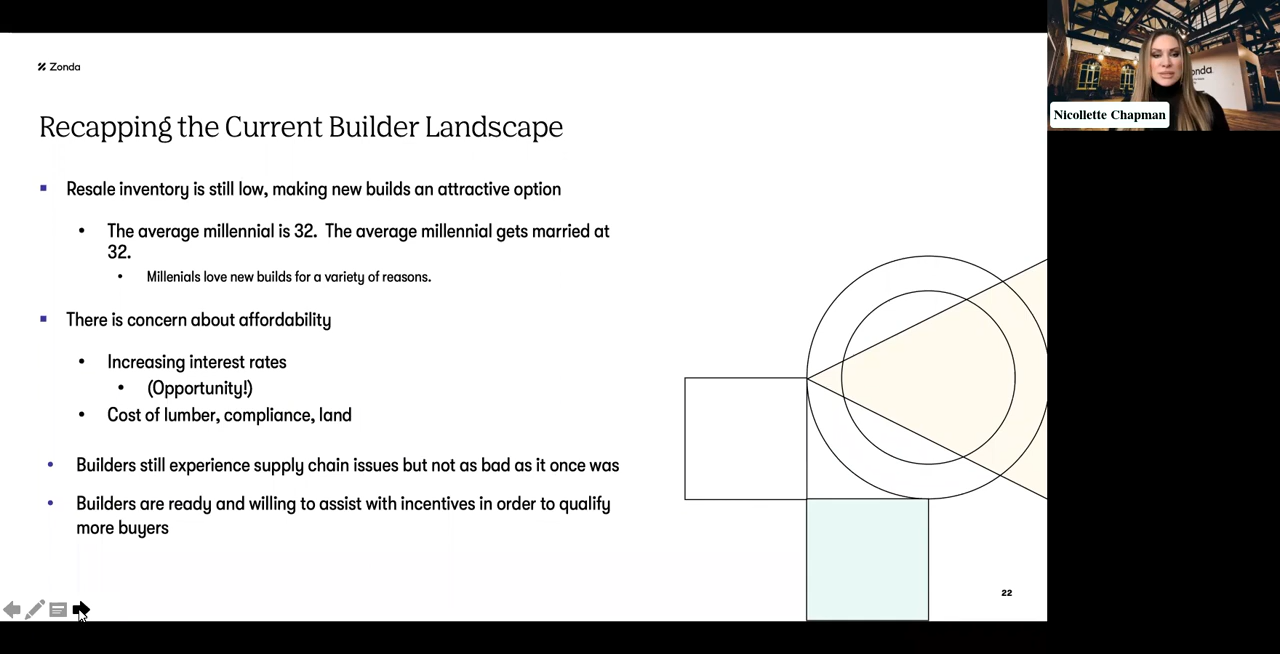 Zonda
Recapping the Current Builder Landscape
Resale inventory is still low, making new builds an attractive option
The average millennial is 32.  The average millennial gets married at
32.
Millenials love new builds for a variety of reasons.
There is concern about affordability
Increasing interest rates
(Opportunity!)
Cost of lumber, compliance, land
Builders still experience supply chain issues but not as bad as it once was
Builders are ready and willing to assist with incentives in order to qualify
more buyers
22
onda
Nicollette Chapman